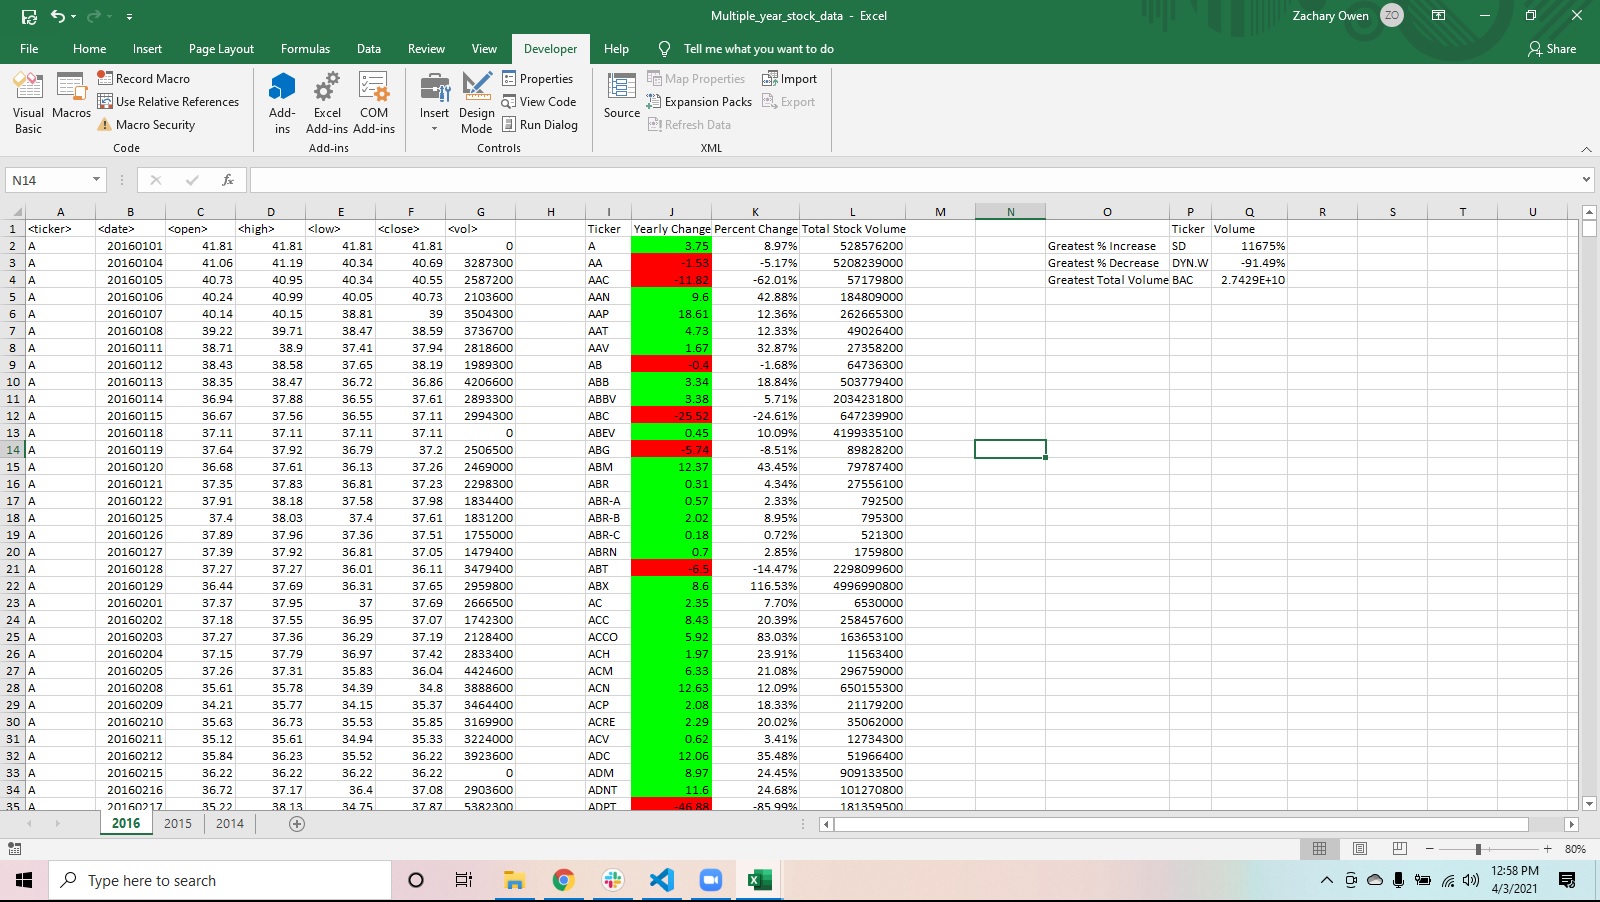 Multiple_year_stock_data - Excel
Zachary Owen ZO
File Home Insert Page Layout Formulas Data Review View Developer Help Tell me what you want to do Share
Visual Basic
Macros
Record Macro
Use Relative References
Macro Security
Code
Add-ins
Excel Add-ins
COM Add-ins
Add-ins
Insert
Design Mode
Properties
View Code
Run Dialog
Controls
Source
Map Properties
Expansion Packs
Refresh Data
Import
Export
XML
N14 fx
A B C D E F G H I J K L M N O P Q R S T U
1 <ticker> <date> <open> <high> <low> <close> <vol> Ticker Yearly Change Percent Change Total Stock Volume Ticker Volume
2 A 20160101 41.81 41.81 41.81 41.81 0 A 3.75 8.97% 528576200 Greatest % Increase SD 11675%
3 A 20160104 41.06 41.19 40.34 40.69 3287300 AA -1.53 -5.17% 5208239000 Greatest % Decrease DYN.W -91.49%
4 A 20160105 40.73 40.95 40.34 40.55 2587200 AAC -11.82 -62.01% 57179800 Greatest Total Volume BAC 2.7429E+10
5 A 20160106 40.24 40.99 40.05 40.73 2103600 AAN 9.6 42.88% 184809000
6 A 20160107 40.14 40.15 38.81 39 3504300 AAP 18.61 12.36% 262665300
7 A 20160108 39.22 39.71 38.47 38.59 3736700 AAT 4.73 12.33% 49026400
8 A 20160111 38.71 38.9 37.41 37.94 2818600 AAV 1.67 32.87% 27358200
9 A 20160112 38.43 38.58 37.65 38.19 1989300 AB -0.4 -1.68% 64736300
10 A 20160113 38.35 38.47 36.72 36.86 4206600 ABB 3.34 18.84% 503779400
11 A 20160114 36.94 37.88 36.55 37.61 2893300 ABBV 3.38 5.71% 2034231800
12 A 20160115 36.67 37.56 36.55 37.11 2994300 ABC -25.52 -24.61% 647239900
13 A 20160118 37.11 37.11 37.11 37.11 0 ABEV 0.45 10.09% 4199335100
14 A 20160119 37.64 37.92 36.79 37.2 2506500 ABG -5.74 -8.51% 89828200
15 A 20160120 36.68 37.61 36.13 37.26 2469000 ABM 12.37 43.45% 79787400
16 A 20160121 37.35 37.83 36.81 37.23 2298300 ABR 0.31 4.34% 27556100
17 A 20160122 37.91 38.18 37.58 37.98 1834400 ABR-A 0.57 2.33% 792500
18 A 20160125 37.4 38.03 37.4 37.61 1831200 ABR-B 2.02 8.95% 795300
19 A 20160126 37.89 37.96 37.36 37.51 1755000 ABR-C 0.18 0.72% 521300
20 A 20160127 37.39 37.92 36.81 37.05 1479400 ABRN 0.7 2.85% 1759800
21 A 20160128 37.27 37.27 36.01 36.11 3479400 ABT -6.5 -14.47% 2298099600
22 A 20160129 36.44 37.69 36.31 37.65 2959800 ABX 8.6 116.53% 4996990800
23 A 20160201 37.37 37.95 37 37.69 2666500 AC 2.35 7.70% 6530000
24 A 20160202 37.18 37.55 36.95 37.07 1742300 ACC 8.43 20.39% 258457600
25 A 20160203 37.27 37.36 36.29 37.19 2128400 ACCO 5.92 83.03% 163653100
26 A 20160204 37.15 37.79 36.97 37.42 2833400 ACH 1.97 23.91% 11563400
27 A 20160205 37.26 37.31 35.83 36.04 4424600 ACM 6.33 21.08% 296759000
28 A 20160208 35.61 35.78 34.39 34.8 3888600 ACN 12.63 12.09% 650155300
29 A 20160209 34.21 35.77 34.15 35.37 3464400 ACP 2.08 18.33% 21179200
30 A 20160210 35.63 36.73 35.53 35.85 3169900 ACRE 2.29 20.02% 35062000
31 A 20160211 35.12 35.61 34.94 35.33 3224000 ACV 0.62 3.41% 12734300
32 A 20160212 35.84 36.23 35.52 36.22 3923600 ADC 12.06 35.48% 51966400
33 A 20160215 36.22 36.22 36.22 36.22 0 ADM 8.97 24.45% 909133500
34 A 20160216 36.72 37.17 36.4 37.08 2903600 ADNT 11.6 24.68% 101270800
35 A 20160217 35.22 38.13 34.75 37.87 5382300 ADPT -46.88 -85.99% 181359500
2016 2015 2014
80%
Type here to search
12:58 PM
4/3/2021